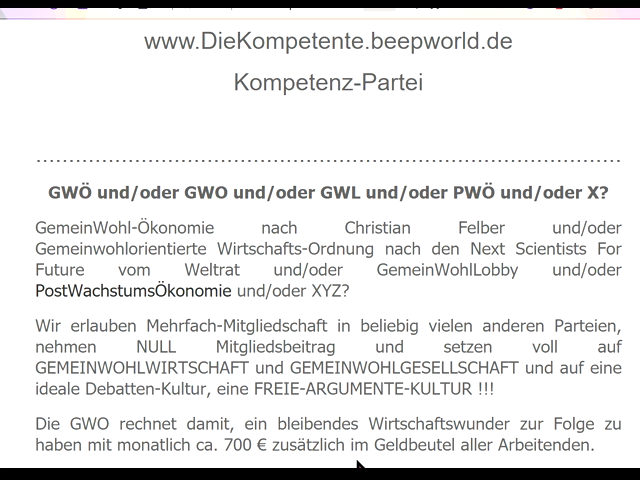 www.DieKompetente.beepworld.de
Kompetenz-Partei
GWÖ und/oder GWO und/oder GWL und/oder PWÖ und/oder X?
GemeinWohl-Ökonomie nach Christian Felber und/oder
Gemeinwohlorientierte Wirtschafts-Ordnung nach den Next Scientists For
Future vom Weltrat und/oder GemeinWohlLobby und/oder
PostWachstumsÖkonomie und/oder XYZ?
Wir erlauben Mehrfach-Mitgliedschaft in beliebig vielen anderen Parteien,
nehmen NULL Mitgliedsbeitrag und setzen voll auf
GEMEINWOHLWIRTSCHAFT und GEMEINWOHLGESELLSCHAFT und auf eine
ideale Debatten-Kultur, eine FREIE-ARGUMENTE-KULTUR !!!
Die GWO rechnet damit, ein bleibendes Wirtschaftswunder zur Folge zu
haben mit monatlich ca. 700 € zusätzlich im Geldbeutel aller Arbeitenden.